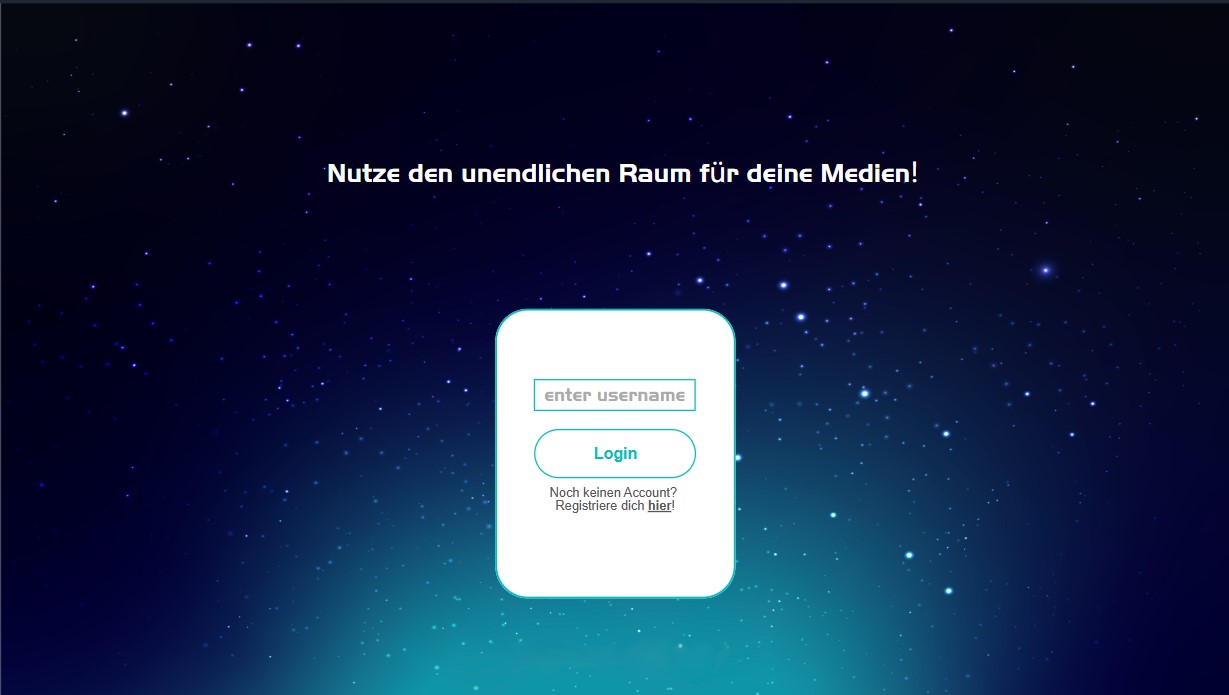 Nutze den unendlichen Raum für deine Medien!
enter username
Login
Noch keinen Account?
Registriere dich hier!